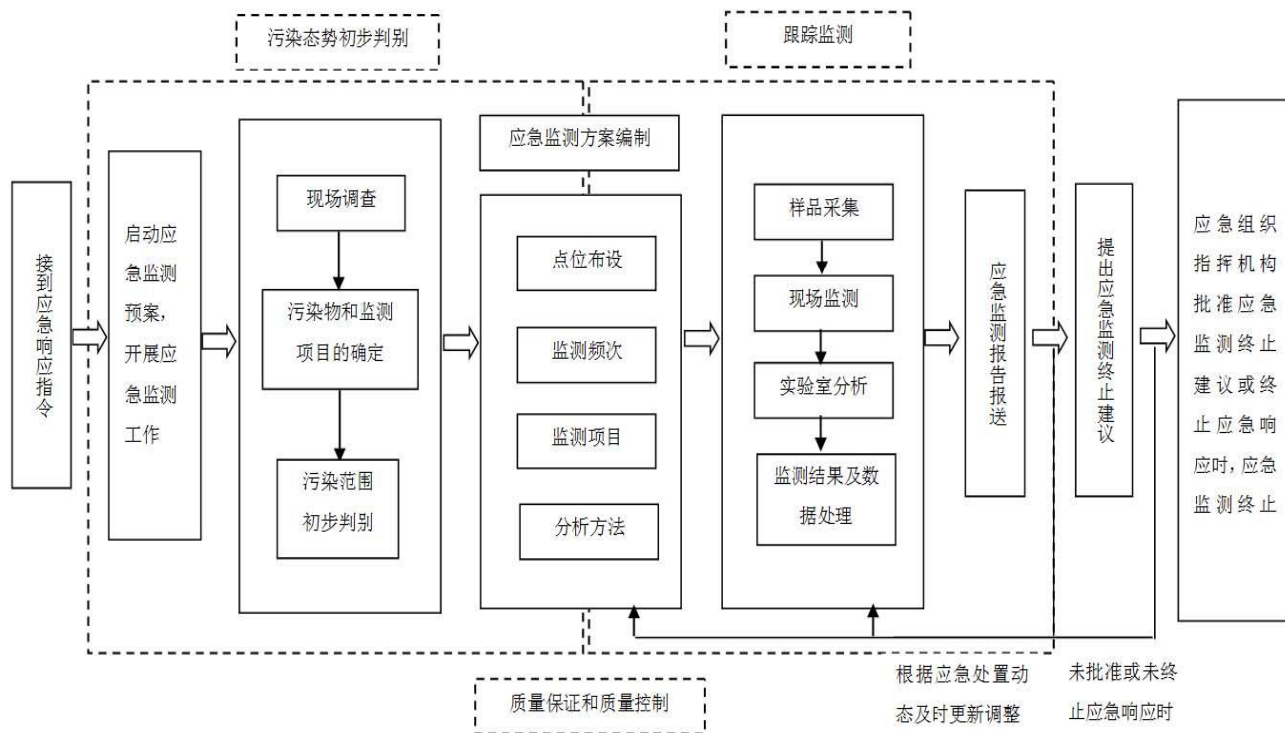 污染态势初步判别
跟踪监测
接到应急响应指令
启动应
急监测
预案，
开展应
急监测
工作
现场调查
污染物和监测
项目的确定
污染范围
初步判别
应急监测方案编制
点位布设
监测频次
监测项目
分析方法
样品采集
现场监测
实验室分析
监测结果及数
据处理
应急监测报告报送
提出应急监测终止建议
应急组织
指挥机构
批准应急
监测终止
建议或终
止应急响
应时，应急
监测终止
根据应急处置动
态及时更新调整
未批准或未终
止应急响应时
质量保证和质量控制